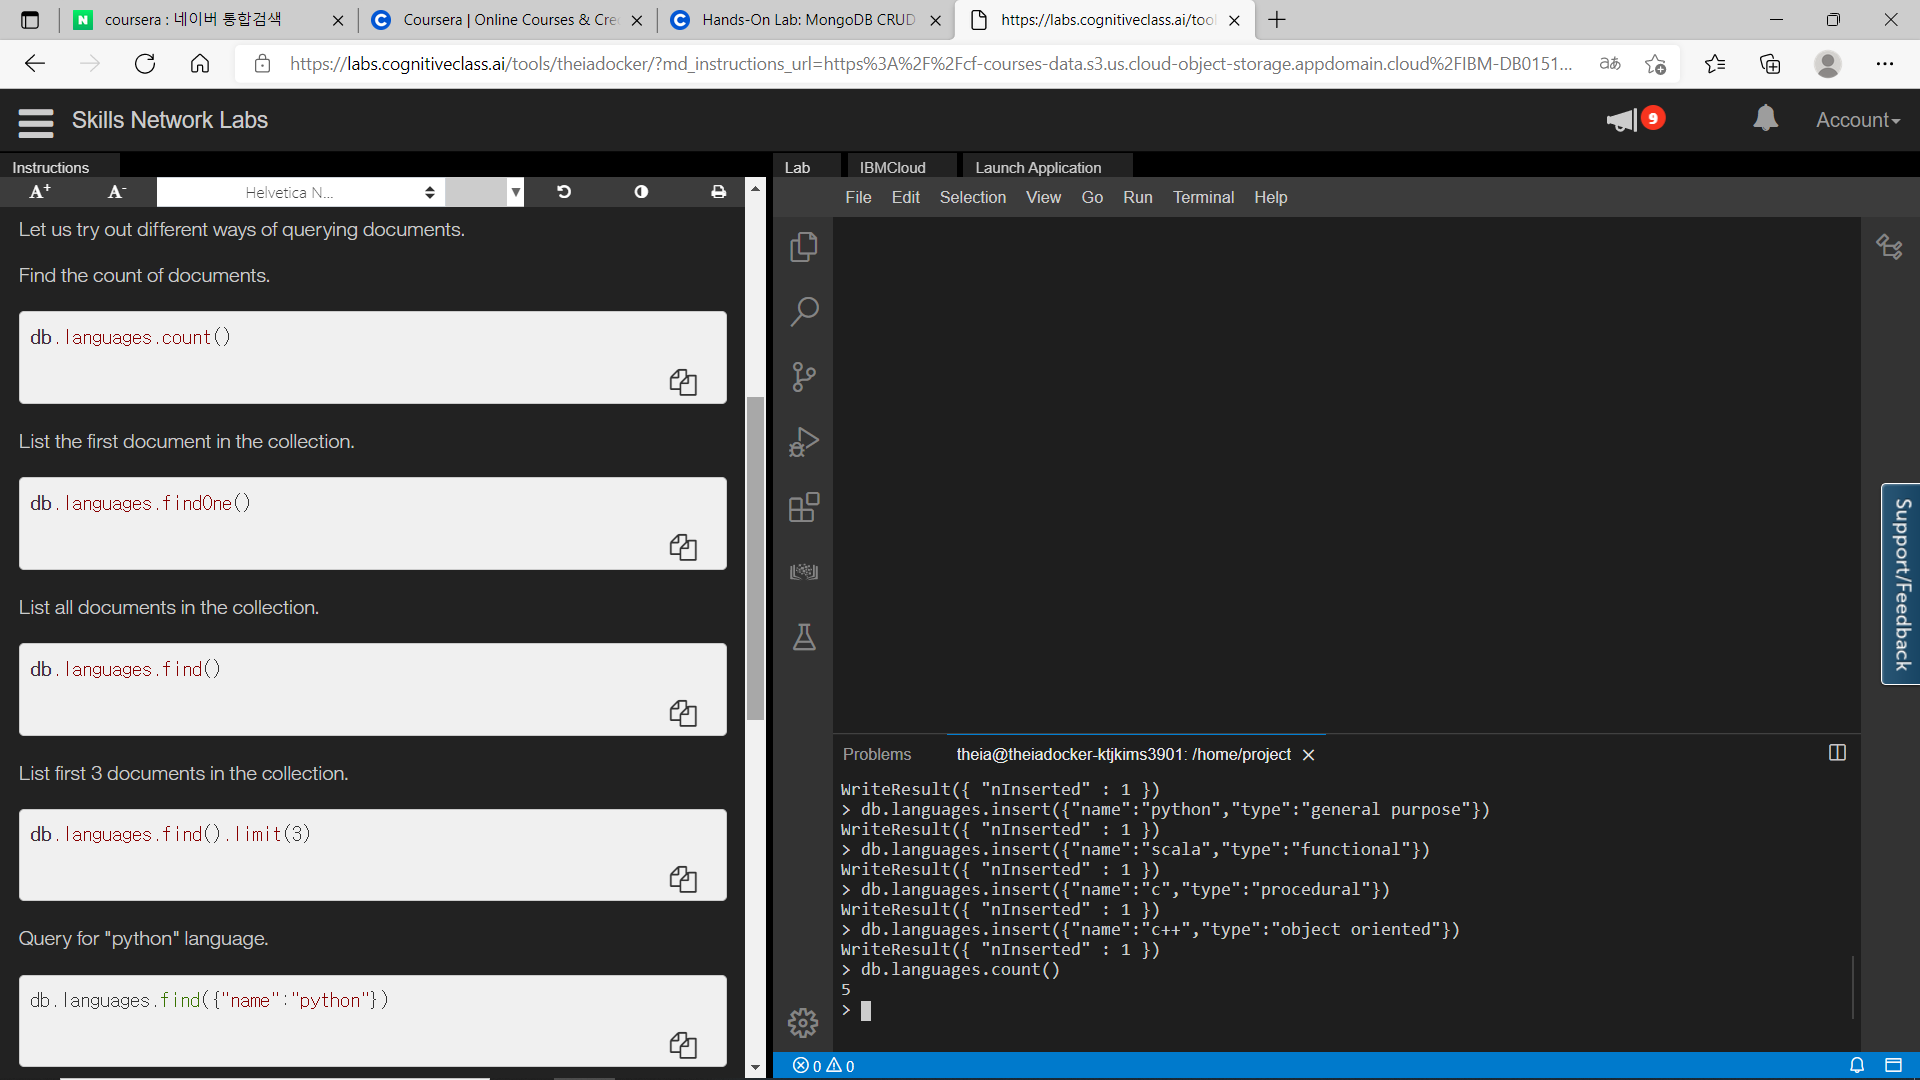 coursera : 네이버 통합검색
Coursera | Online Courses & Cre
Hands-On Lab: MongoDB CRUD
https://labs.cognitiveclass.ai/tool
https://labs.cognitiveclass.ai/tools/theiadocker/?md_instructions_url=https%3A%2F%2Fcf-courses-data.s3.us.cloud-object-storage.appdomain.cloud%2FIBM-DB0151...
Skills Network Labs
9
Account
Instructions
A+ A-
Helvetica N...
Let us try out different ways of querying documents.
Find the count of documents.
db.languages.count()
List the first document in the collection.
db.languages.findOne()
List all documents in the collection.
db.languages.find()
List first 3 documents in the collection.
db.languages.find().limit(3)
Query for "python" language.
db.languages.find({"name":"python"})
Lab IBMCloud Launch Application
File Edit Selection View Go Run Terminal Help
Support/Feedback
Problems theia@theiadocker-ktjkims3901: /home/project
WriteResult({ "nInserted" : 1 })
> db.languages.insert({"name":"python","type":"general purpose"})
WriteResult({ "nInserted" : 1 })
> db.languages.insert({"name":"scala","type":"functional"})
WriteResult({ "nInserted" : 1 })
> db.languages.insert({"name":"c","type":"procedural"})
WriteResult({ "nInserted" : 1 })
> db.languages.insert({"name":"c++","type":"object oriented"})
WriteResult({ "nInserted" : 1 })
> db.languages.count()
5
>
0 0